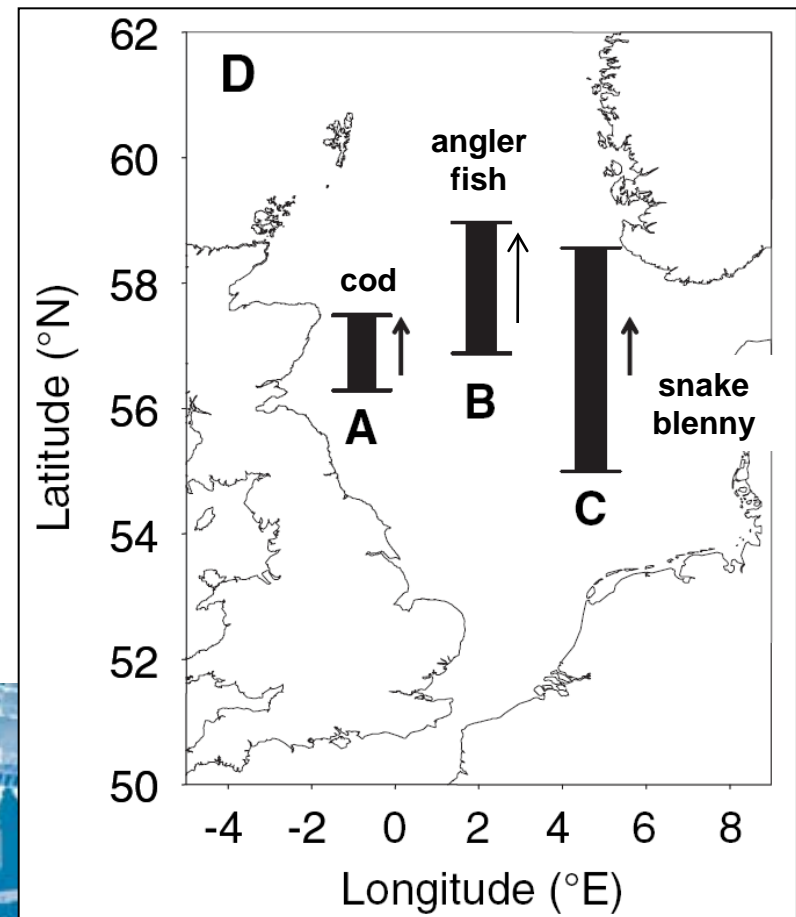 D
angler
fish
cod
snake
blenny
A
B
C
62
60
58
56
54
52
50
Latitude (°N)
-4 -2 0 2 4 6 8
Longitude (°E)